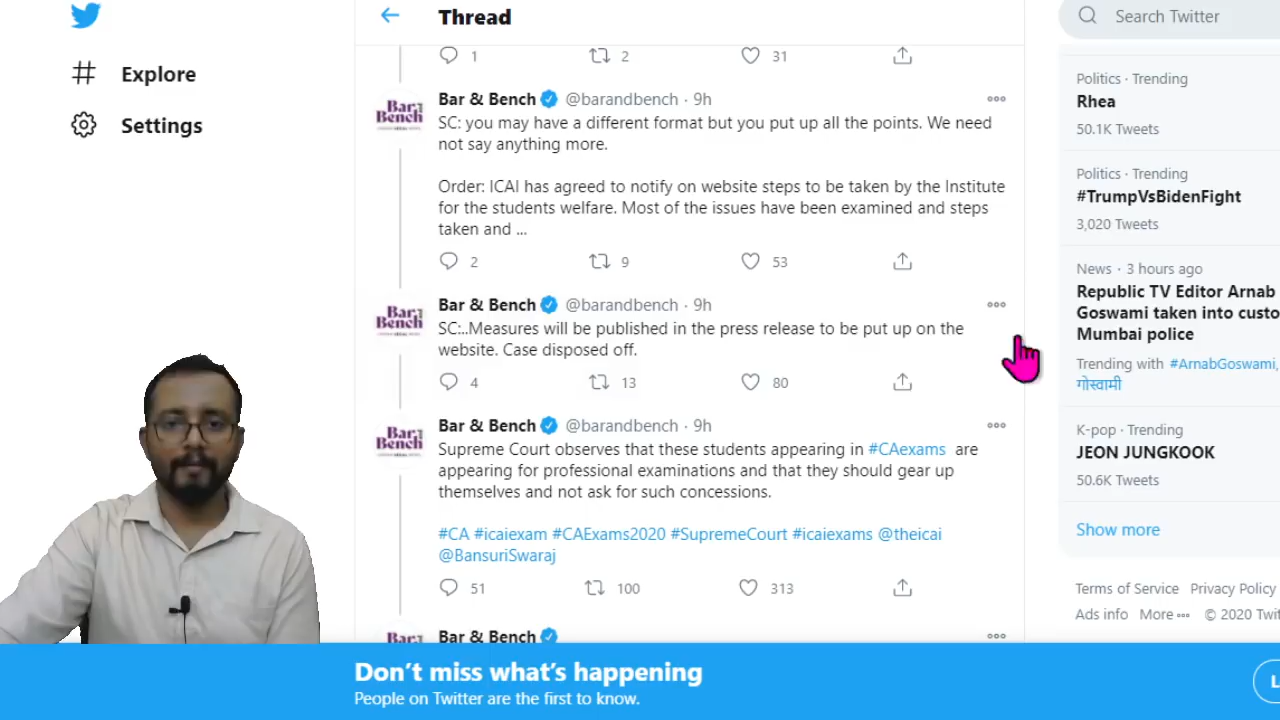 Thread
Search Twitter
Explore
Settings
1 2 31
Bar & Bench @barandbench · 9h
SC: you may have a different format but you put up all the points. We need
not say anything more.
Order: ICAI has agreed to notify on website steps to be taken by the Institute
for the students welfare. Most of the issues have been examined and steps
taken and ...
2 9 53
Bar & Bench @barandbench · 9h
SC:..Measures will be published in the press release to be put up on the
website. Case disposed off.
4 13 80
Bar & Bench @barandbench · 9h
Supreme Court observes that these students appearing in #CAexams are
appearing for professional examinations and that they should gear up
themselves and not ask for such concessions.
#CA #icaiexam #CAExams2020 #SupremeCourt #icaiexams @theicai
@BansuriSwaraj
51 100 313
Bar & Bench
Bar
Bench
Bar
Bench
Bar
Bench
Politics · Trending
Rhea
50.1K Tweets
Politics · Trending
#TrumpVsBidenFight
3,020 Tweets
News · 3 hours ago
Republic TV Editor Arnab
Goswami taken into custo
Mumbai police
Trending with #ArnabGoswami,
गोस्वामी
K-pop · Trending
JEON JUNGKOOK
50.6K Tweets
Show more
Terms of Service Privacy Policy
Ads info More ••• © 2020 Twit
Don't miss what's happening
People on Twitter are the first to know.
L